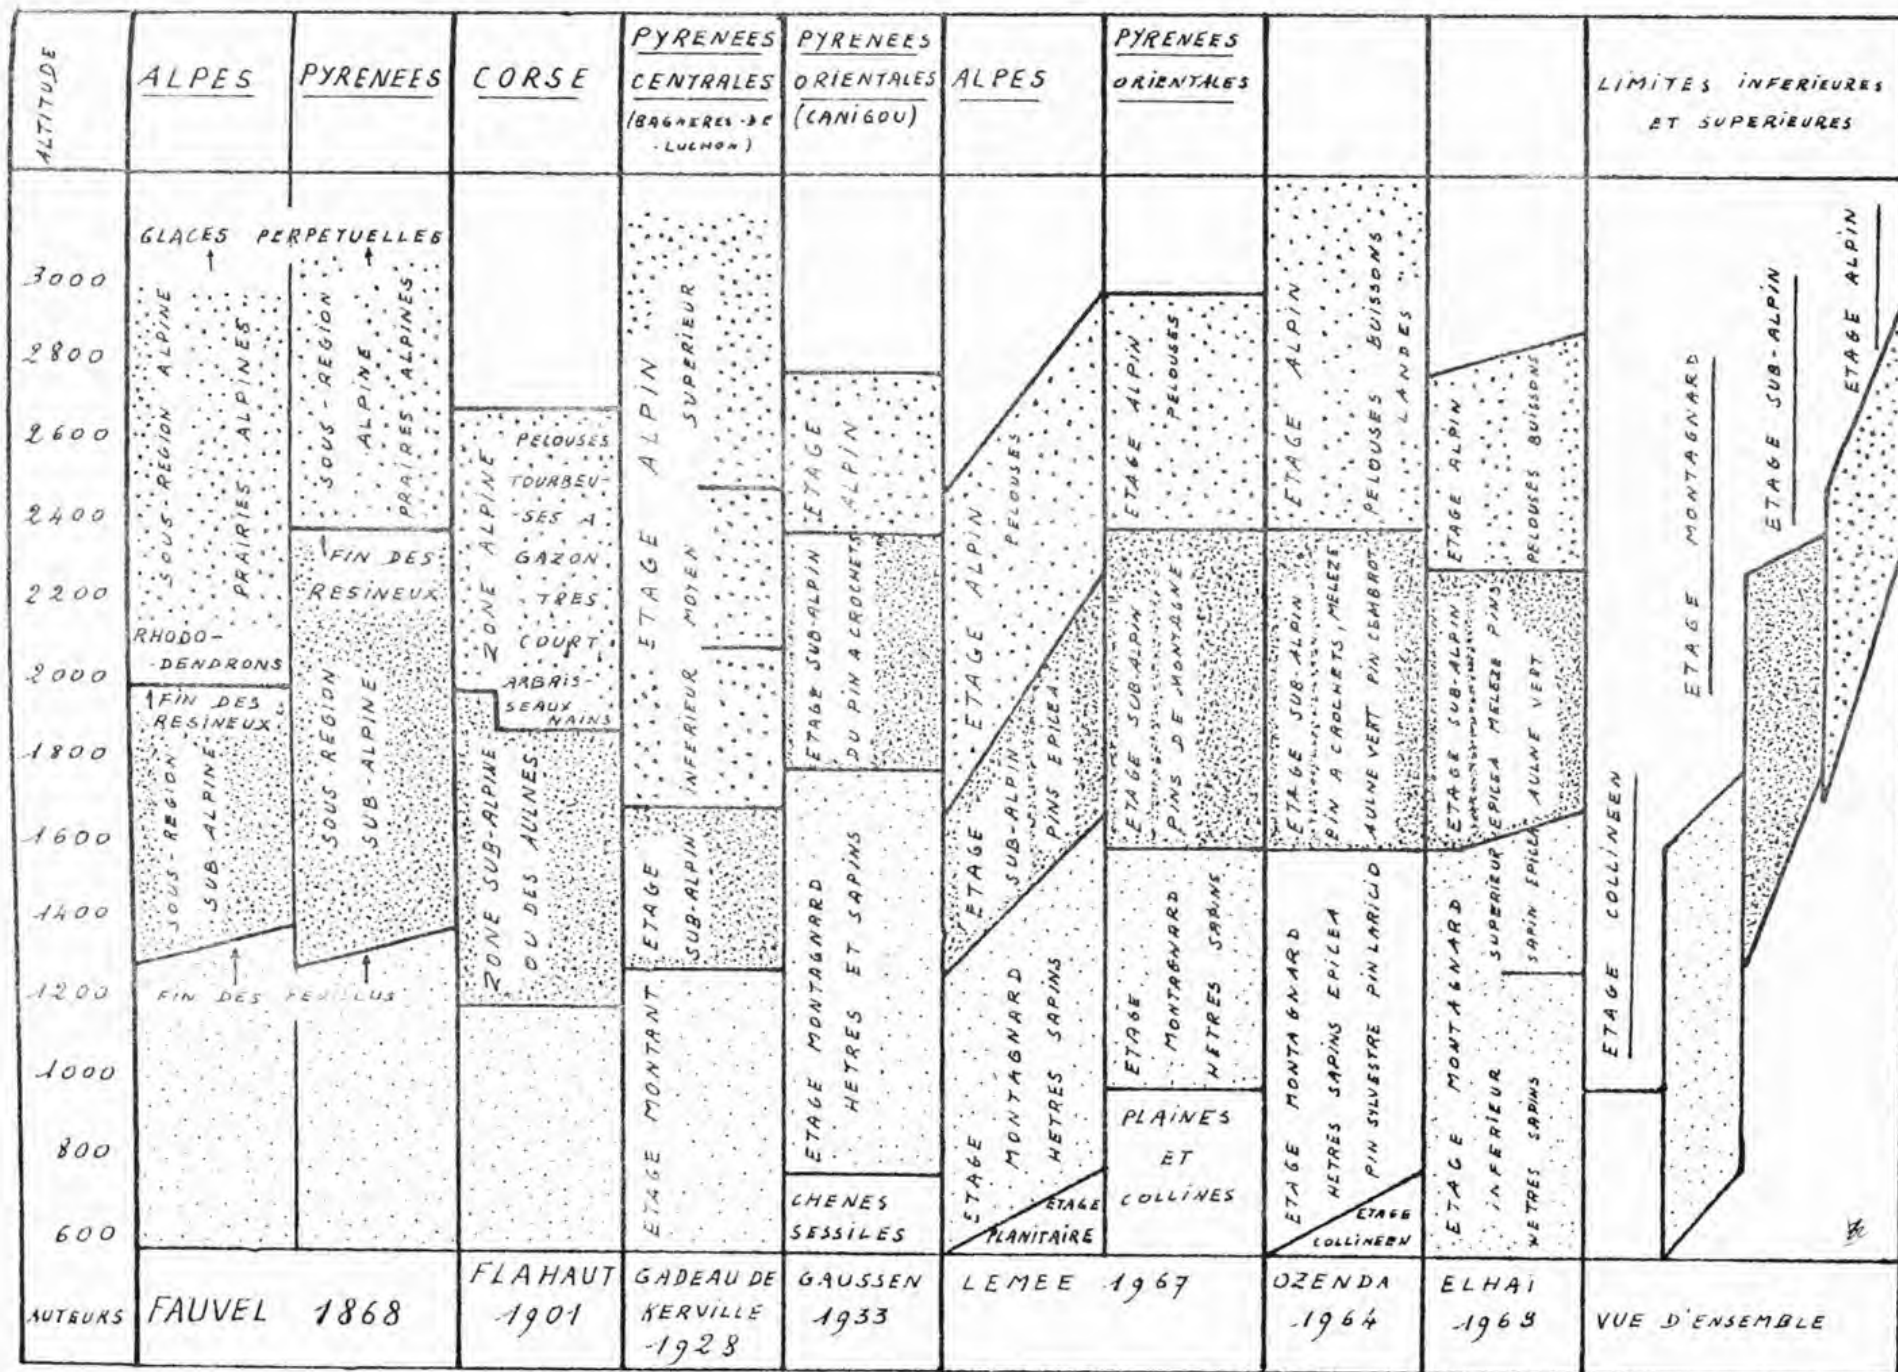 ALTITUDE
ALPES
PYRENEES
CORSE
PYRENEES
CENTRALES
(BAGNERES-DE
-LUCHON)
PYRENEES
ORIENTALES
(CANIGOU)
ALPES
PYRENEES
ORIENTALES
LIMITES INFERIEURES
ET SUPERIEURES
3000
2800
2600
2400
2200
2000
1800
1600
1400
1200
1000
800
600
GLACES PERPETUELLES
SOUS-REGION ALPINE
PRAIRIES ALPINES
RHODO-
-DENDRONS
FIN DES
RESINEUX
SOUS-REGION
SUB ALPINE
FIN DES FEUILLUS
SOUS-REGION
ALPINE
PRAIRES ALPINES
FIN DES
RESINEUX
SOUS REGION
SUB-ALPINE
ZONE ALPINE
PELOUSES
TOURBEU-
-SES A
GAZON
TRES
COURT
ARBRIS-
SEAUX
NAINS
ZONE SUB-ALPINE
OU DES AULNES
ETAGE ALPIN
SUPERIEUR
MOYEN
INFERIEUR
ETAGE
SUB-ALPIN
ETAGE MONTANT
ETAGE
ALPIN
ETAGE SUB-ALPIN
DU PIN A CROCHETS
ETAGE MONTAGNARD
HETRES ET SAPINS
CHENES
SESSILES
ETAGE ALPIN
PELOUSES
ETAGE
SUB-ALPIN
PINS EPICEA
ETAGE
MONTAGNARD
HETRES SAPINS
ETAGE
PLANITAIRE
ETAGE ALPIN
PELOUSES
ETAGE SUB-ALPIN
PINS DE MONTAGNE
ETAGE
MONTAGNARD
HETRES SAPINS
PLAINES
ET
COLLINES
ETAGE ALPIN
PELOUSES BUISSONS
LANDES
ETAGE SUB-ALPIN
PIN A CROCHETS MELEZE
AULNE VERT PIN CEMBROT
ETAGE MONTAGNARD
HETRES SAPINS EPICEA
PIN SYLVESTRE PIN LARICIO
ETAGE
COLLINEEN
ETAGE ALPIN
PELOUSES BUISSONS
ETAGE SUB-ALPIN
EPICEA MELEZE PINS
AULNE VERT
ETAGE MONTAGNARD
SUPERIEUR
SAPIN EPICEA
INFERIEUR
HETRES SAPINS
ETAGE COLLINEEN
ETAGE MONTAGNARD
ETAGE SUB-ALPIN
ETAGE ALPIN
AUTEURS
FAUVEL 1868
FLAHAUT
1901
GADEAU DE
KERVILLE
1928
GAUSSEN
1933
LEMEE 1967
OZENDA
1964
ELHAI
1968
VUE D'ENSEMBLE